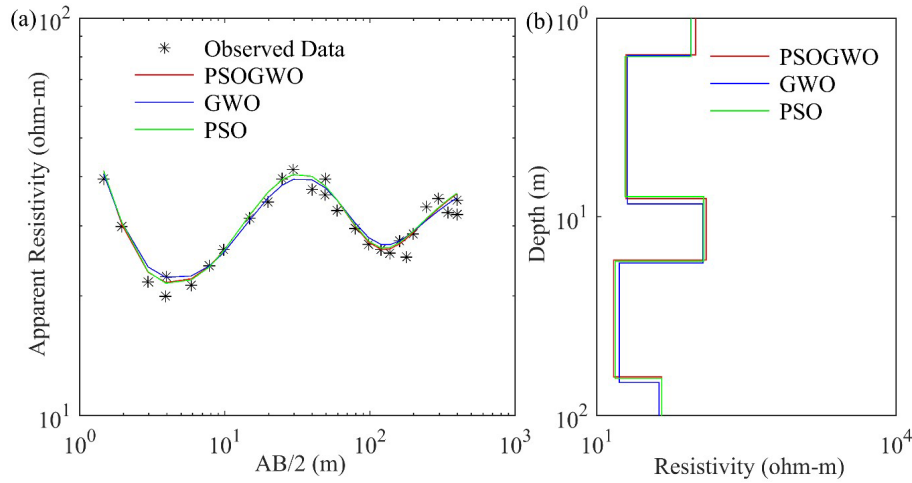 (a)
10²
Observed Data
PSOGWO
GWO
PSO
Apparent Resistivity (ohm-m)
10¹
10⁰
10¹
10²
10³
AB/2 (m)
(b)
10⁰
PSOGWO
GWO
PSO
Depth (m)
10¹
10²
10¹
10⁴
Resistivity (ohm-m)